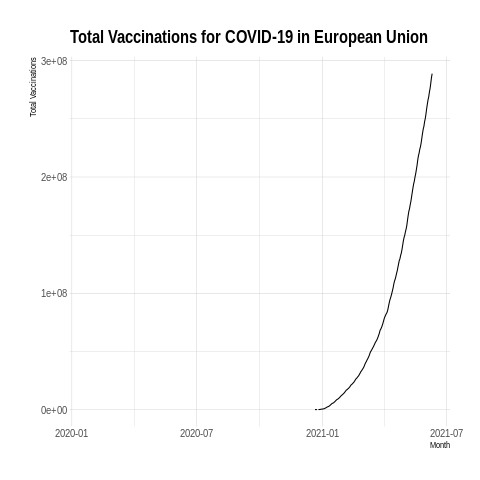 Total Vaccinations for COVID-19 in European Union
Total Vaccinations
3e+08
2e+08
1e+08
0e+00
2020-01 2020-07 2021-01 2021-07
Month